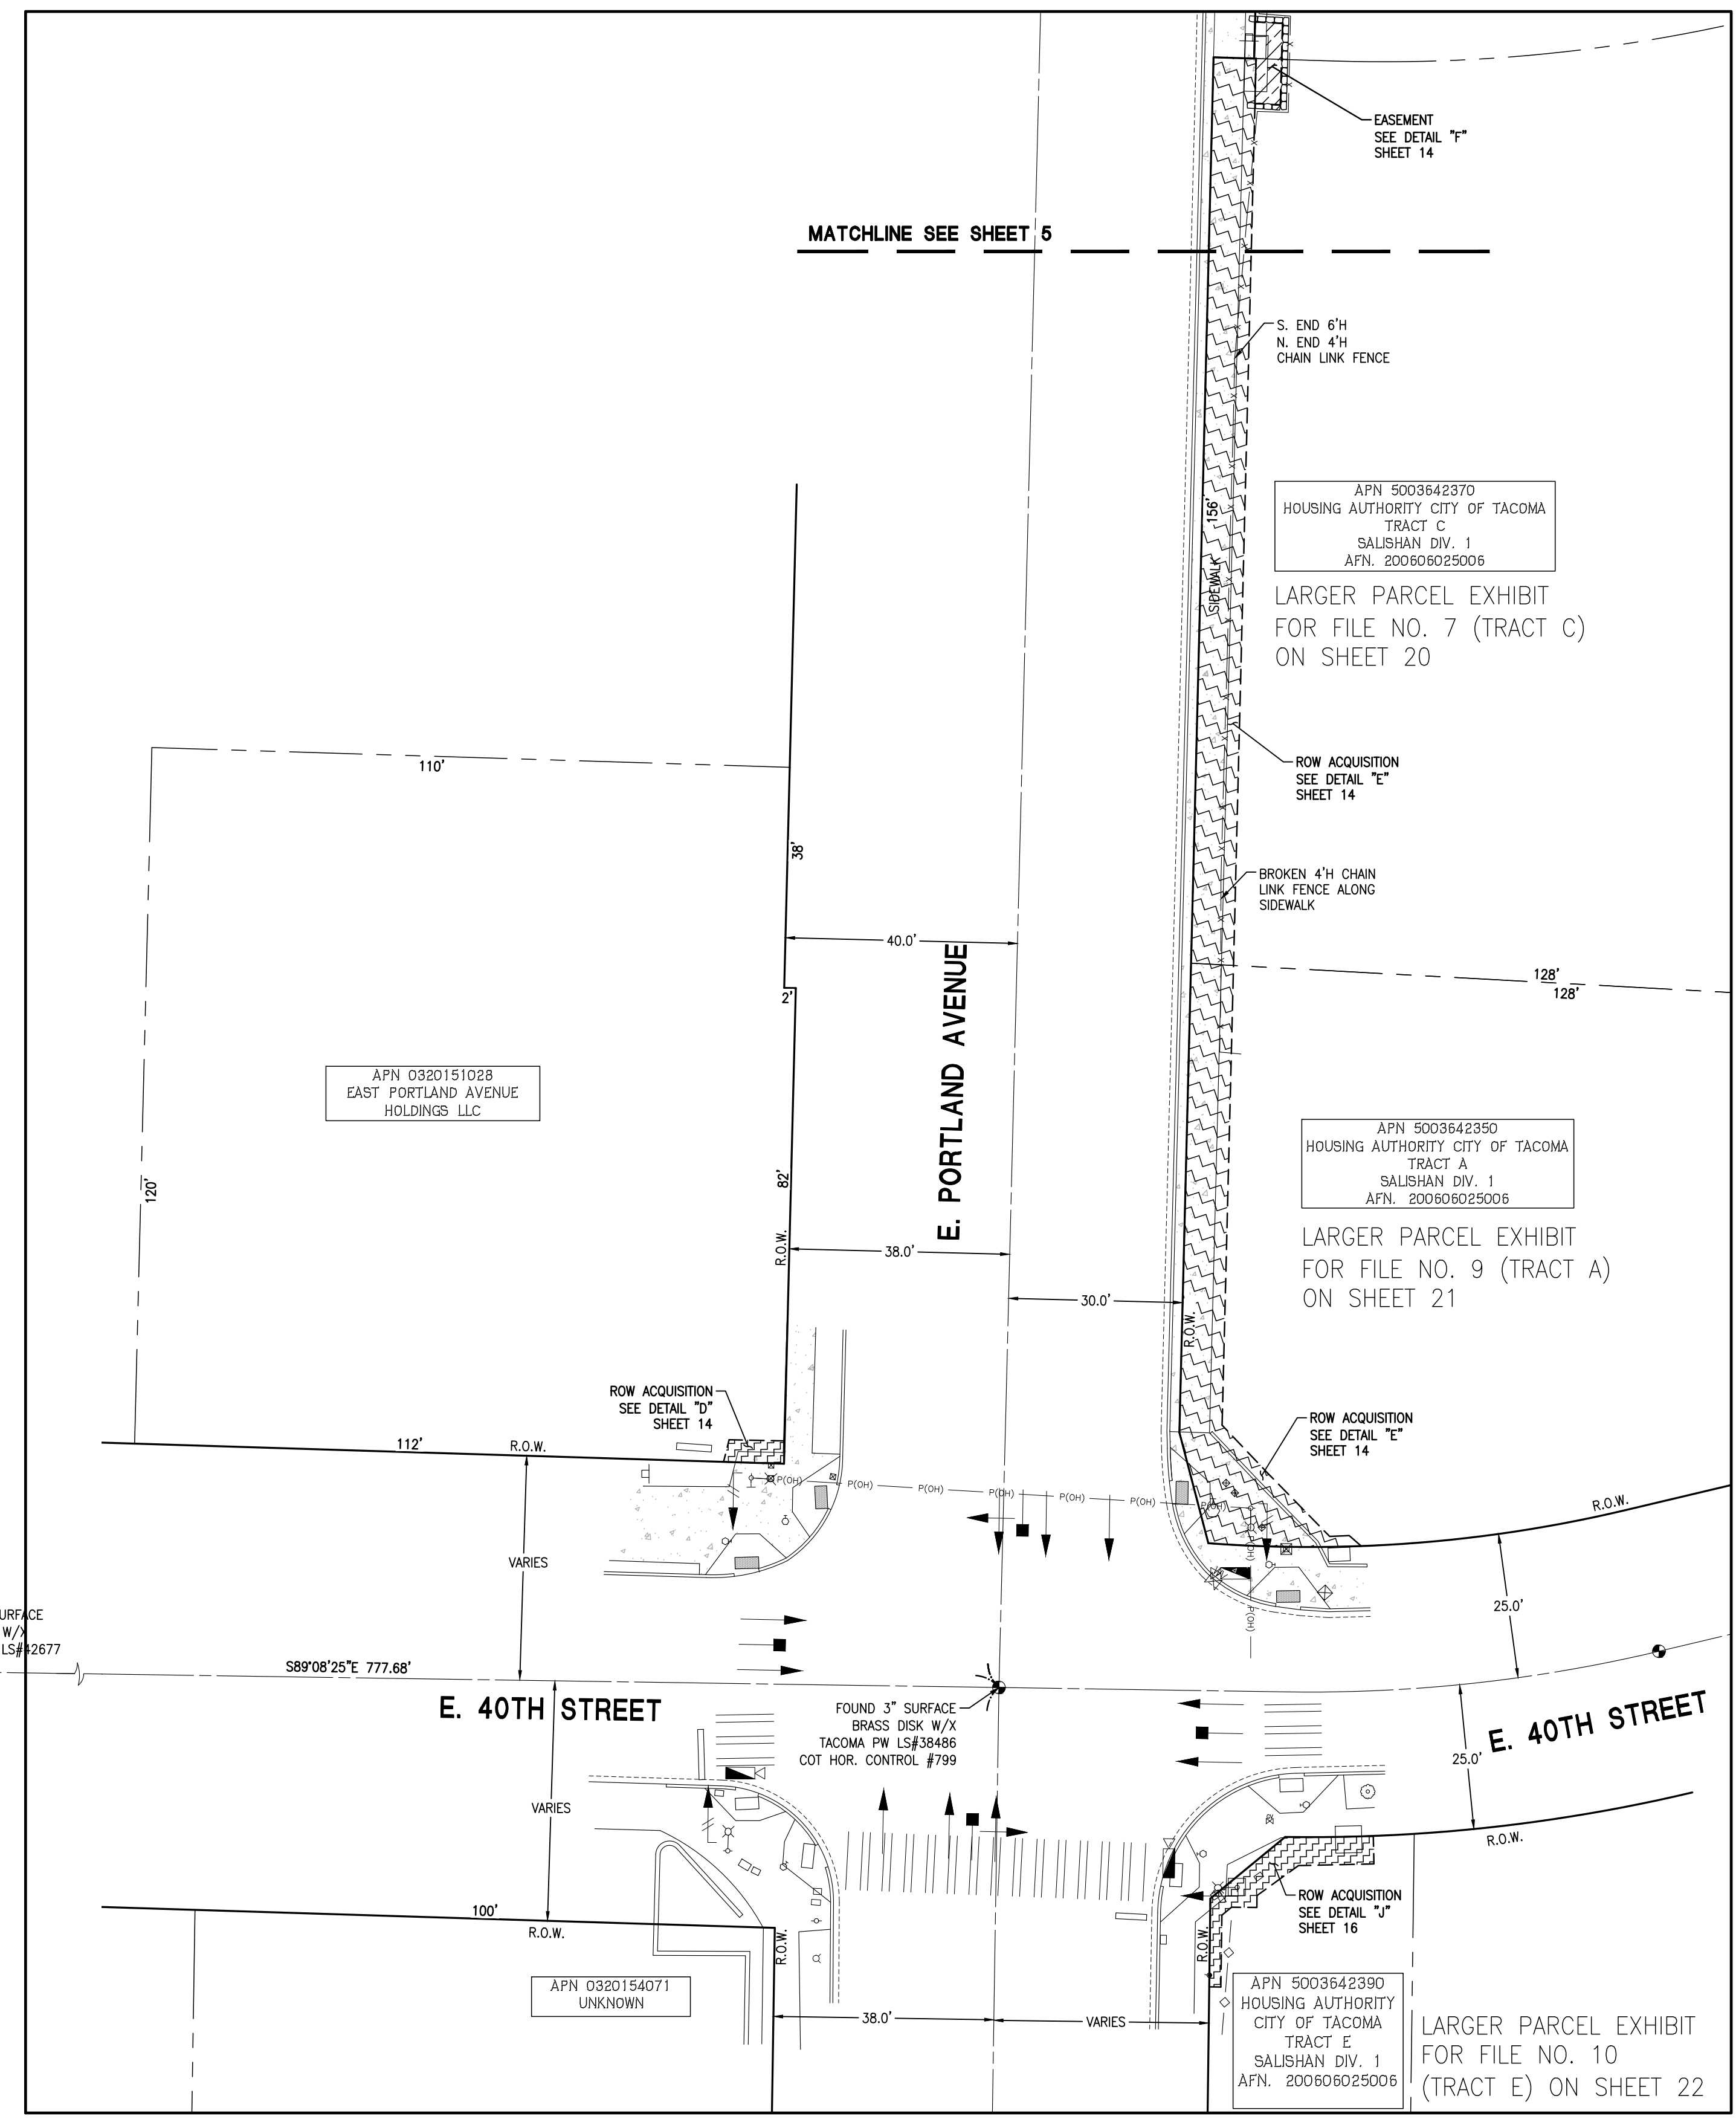 EASEMENT
SEE DETAIL "F"
SHEET 14
MATCHLINE SEE SHEET 5
S. END 6'H
N. END 4'H
CHAIN LINK FENCE
156'
SIDEWALK
APN 5003642370
HOUSING AUTHORITY CITY OF TACOMA
TRACT C
SALISHAN DIV. 1
AFN. 200606025006
LARGER PARCEL EXHIBIT
FOR FILE NO. 7 (TRACT C)
ON SHEET 20
110'
ROW ACQUISITION
SEE DETAIL "E"
SHEET 14
38'
BROKEN 4'H CHAIN
LINK FENCE ALONG
SIDEWALK
40.0'
E. PORTLAND AVENUE
128'
128'
2'
APN 0320151028
EAST PORTLAND AVENUE
HOLDINGS LLC
120'
82'
R.O.W.
APN 5003642350
HOUSING AUTHORITY CITY OF TACOMA
TRACT A
SALISHAN DIV. 1
AFN. 200606025006
LARGER PARCEL EXHIBIT
FOR FILE NO. 9 (TRACT A)
ON SHEET 21
38.0'
30.0'
R.O.W.
ROW ACQUISITION
SEE DETAIL "D"
SHEET 14
ROW ACQUISITION
SEE DETAIL "E"
SHEET 14
112'
R.O.W.
P(OH)
P(OH)
P(OH)
P(OH)
P(OH)
P(OH)
P(OH)
P(OH)
P(OH)
R.O.W.
VARIES
25.0'
URFACE
W/X
LS#42677
S89°08'25"E 777.68'
E. 40TH STREET
FOUND 3" SURFACE
BRASS DISK W/X
TACOMA PW LS#38486
COT HOR. CONTROL #799
E. 40TH STREET
25.0'
VARIES
R.O.W.
ROW ACQUISITION
SEE DETAIL "J"
SHEET 16
100'
R.O.W.
R.O.W.
R.O.W.
APN 0320154071
UNKNOWN
38.0'
VARIES
APN 5003642390
HOUSING AUTHORITY
CITY OF TACOMA
TRACT E
SALISHAN DIV. 1
AFN. 200606025006
LARGER PARCEL EXHIBIT
FOR FILE NO. 10
(TRACT E) ON SHEET 22